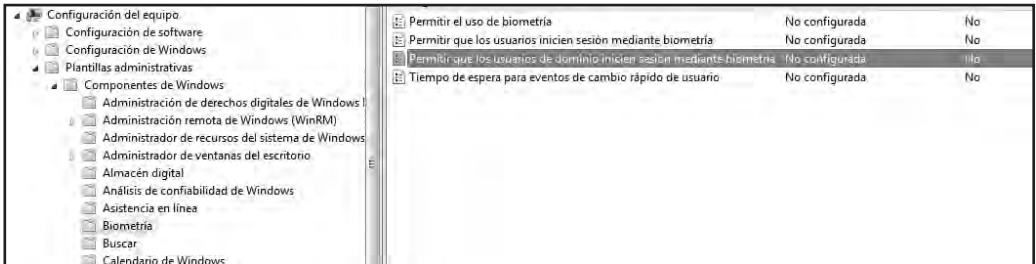 Configuración del equipo
Configuración de software
Configuración de Windows
Plantillas administrativas
Componentes de Windows
Administración de derechos digitales de Windows
Administración remota de Windows (WinRM)
Administrador de recursos del sistema de Windows
Administrador de ventanas del escritorio
Almacén digital
Análisis de confiabilidad de Windows
Asistencia en línea
Biometría
Buscar
Calendario de Windows
Permitir el uso de biometría No configurada No
Permitir que los usuarios inicien sesión mediante biometría No configurada No
Permitir que los usuarios de dominio inicien sesión mediante biometría No configurada No
Tiempo de espera para eventos de cambio rápido de usuario No configurada No